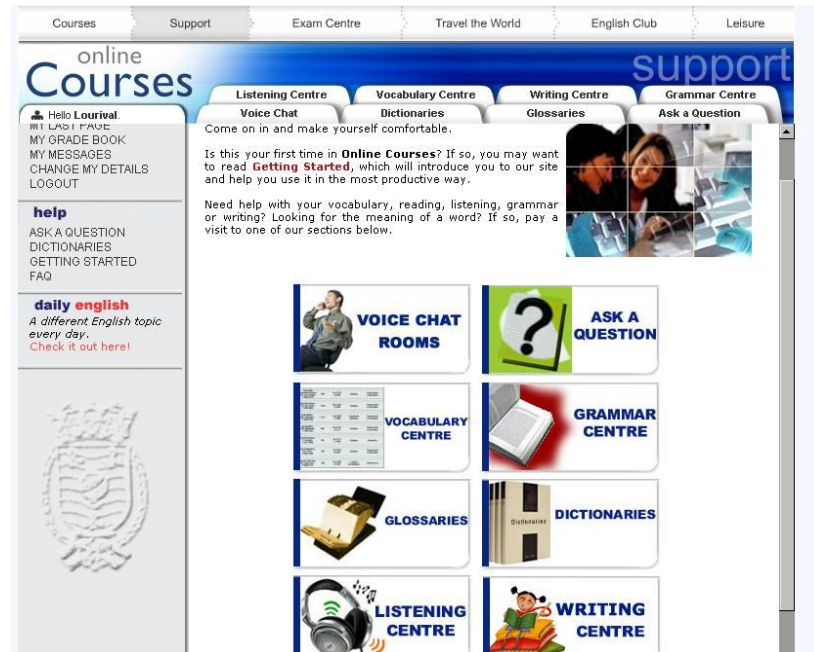 Courses Support Exam Centre Travel the World English Club Leisure
online
Courses
support
Listening Centre Vocabulary Centre Writing Centre Grammar Centre
Voice Chat Dictionaries Glossaries Ask a Question
Hello Lourival.
MY LAST PAGE
MY GRADE BOOK
MY MESSAGES
CHANGE MY DETAILS
LOGOUT
help
ASK A QUESTION
DICTIONARIES
GETTING STARTED
FAQ
daily english
A different English topic
every day.
Check it out here!
Come on in and make yourself comfortable.
Is this your first time in Online Courses? If so, you may want
to read Getting Started, which will introduce you to our site
and help you use it in the most productive way.
Need help with your vocabulary, reading, listening, grammar
or writing? Looking for the meaning of a word? If so, pay a
visit to one of our sections below.
VOICE CHAT
ROOMS
ASK A
QUESTION
VOCABULARY
CENTRE
GRAMMAR
CENTRE
GLOSSARIES
Dictionaries
DICTIONARIES
LISTENING
CENTRE
WRITING
CENTRE